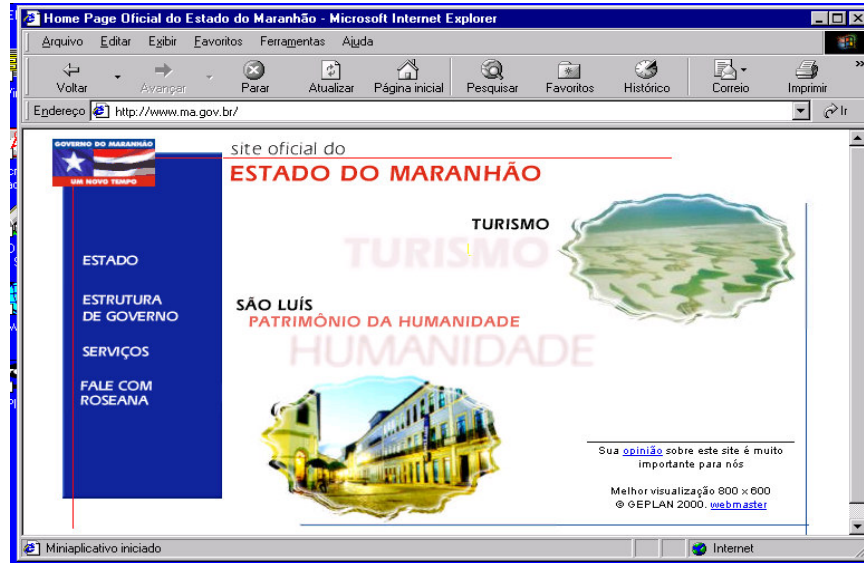 Home Page Oficial do Estado do Maranhão - Microsoft Internet Explorer
Arquivo Editar Exibir Favoritos Ferramentas Ajuda
Voltar Avançar Parar Atualizar Página inicial Pesquisar Favoritos Histórico Correio Imprimir »
Endereço http://www.ma.gov.br/ Ir
GOVERNO DO MARANHÃO
UM NOVO TEMPO
site oficial do
ESTADO DO MARANHÃO
TURISMO
TURISMO
ESTADO
ESTRUTURA
DE GOVERNO
SERVIÇOS
FALE COM
ROSEANA
SÃO LUÍS
PATRIMÔNIO DA HUMANIDADE
HUMANIDADE
Sua opinião sobre este site é muito
importante para nós
Melhor visualização 800 x 600
© GEPLAN 2000. webmaster
Miniaplicativo iniciado Internet